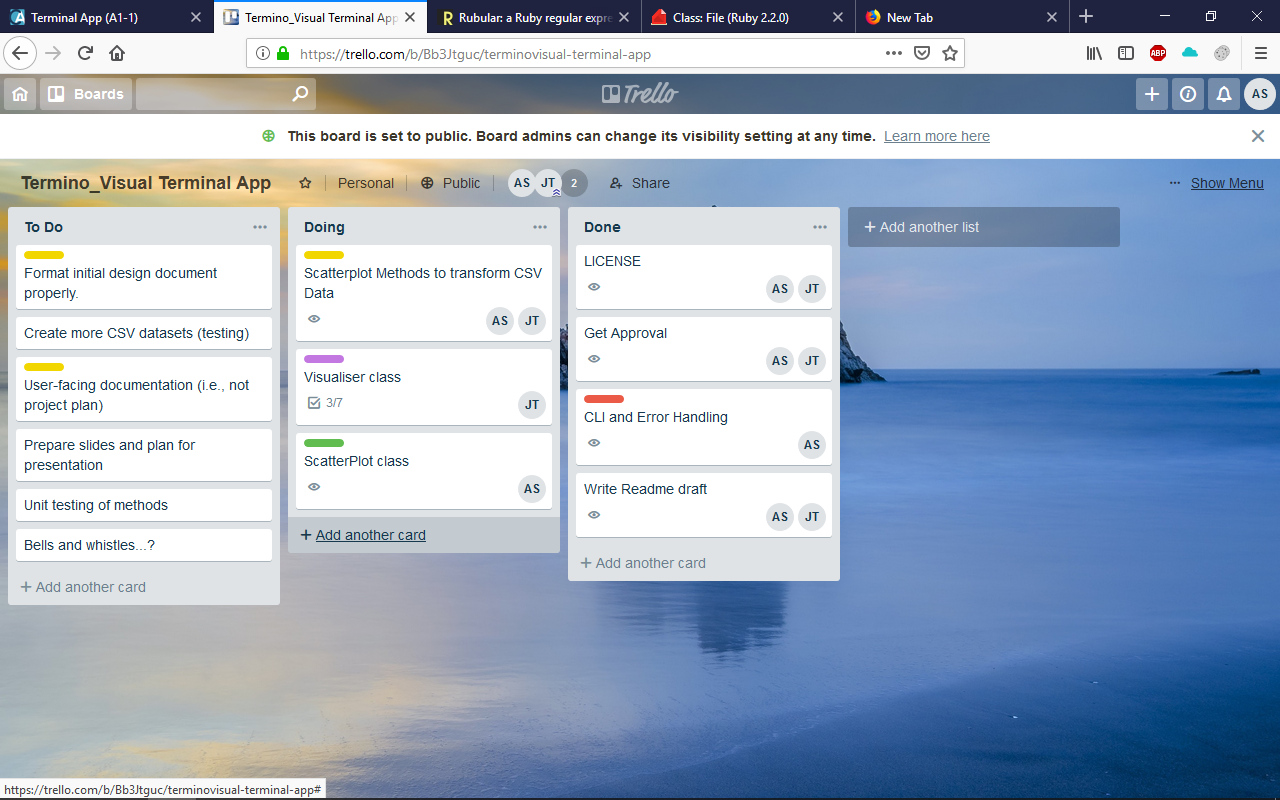 Terminal App (A1-1)
Termino_Visual Terminal App
Rubular: a Ruby regular expre
Class: File (Ruby 2.2.0)
New Tab
https://trello.com/b/Bb3Jtguc/terminovisual-terminal-app
ABP
Boards
Trello
AS
This board is set to public. Board admins can change its visibility setting at any time. Learn more here
Termino_Visual Terminal App
Personal
Public
AS
JT
2
Share
... Show Menu
To Do
Format initial design document
properly.
Create more CSV datasets (testing)
User-facing documentation (i.e., not
project plan)
Prepare slides and plan for
presentation
Unit testing of methods
Bells and whistles...?
+ Add another card
Doing
Scatterplot Methods to transform CSV
Data
AS JT
Visualiser class
3/7
JT
ScatterPlot class
AS
+ Add another card
Done
LICENSE
AS JT
Get Approval
AS JT
CLI and Error Handling
AS
Write Readme draft
AS JT
+ Add another card
+ Add another list
https://trello.com/b/Bb3Jtguc/terminovisual-terminal-app#